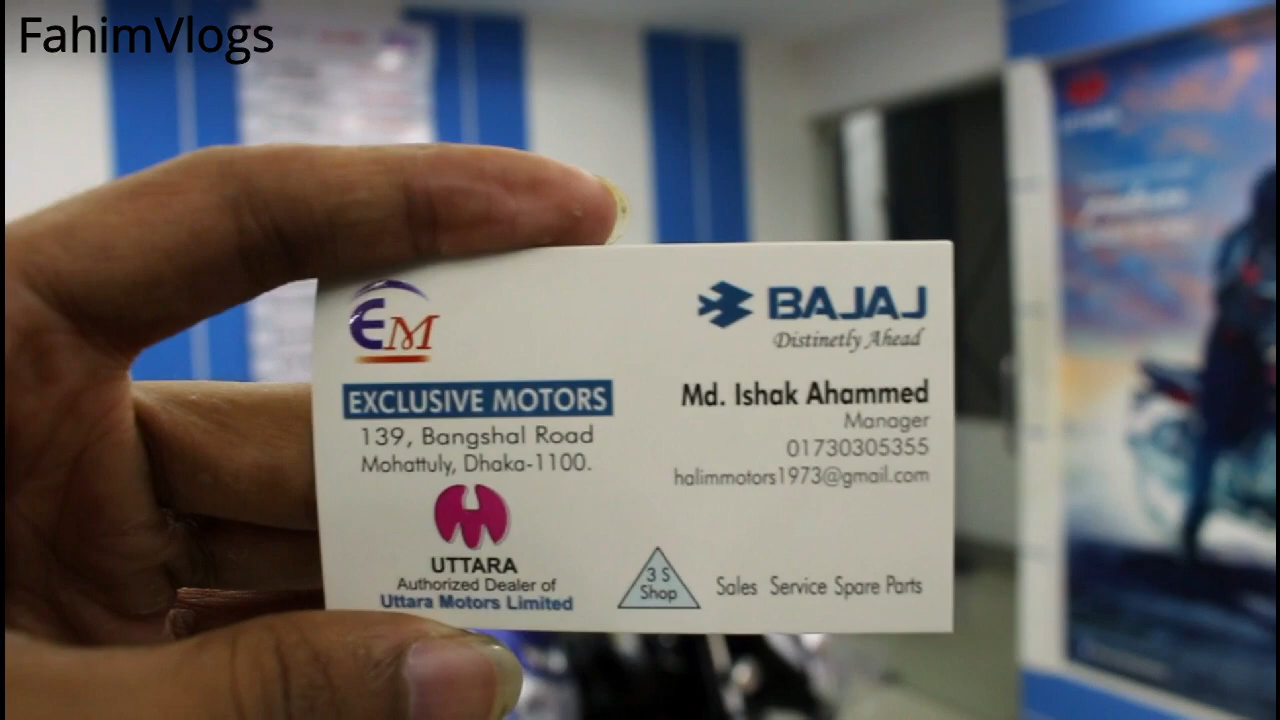 FahimVlogs
EM
EXCLUSIVE MOTORS
139, Bangshal Road
Mohattuly, Dhaka-1100.
UTTARA
Authorized Dealer of
Uttara Motors Limited
BAJAJ
Distinetly Ahead
Md. Ishak Ahammed
Manager
01730305355
halimmotors1973@gmail.com
3 S
Shop
Sales Service Spare Parts